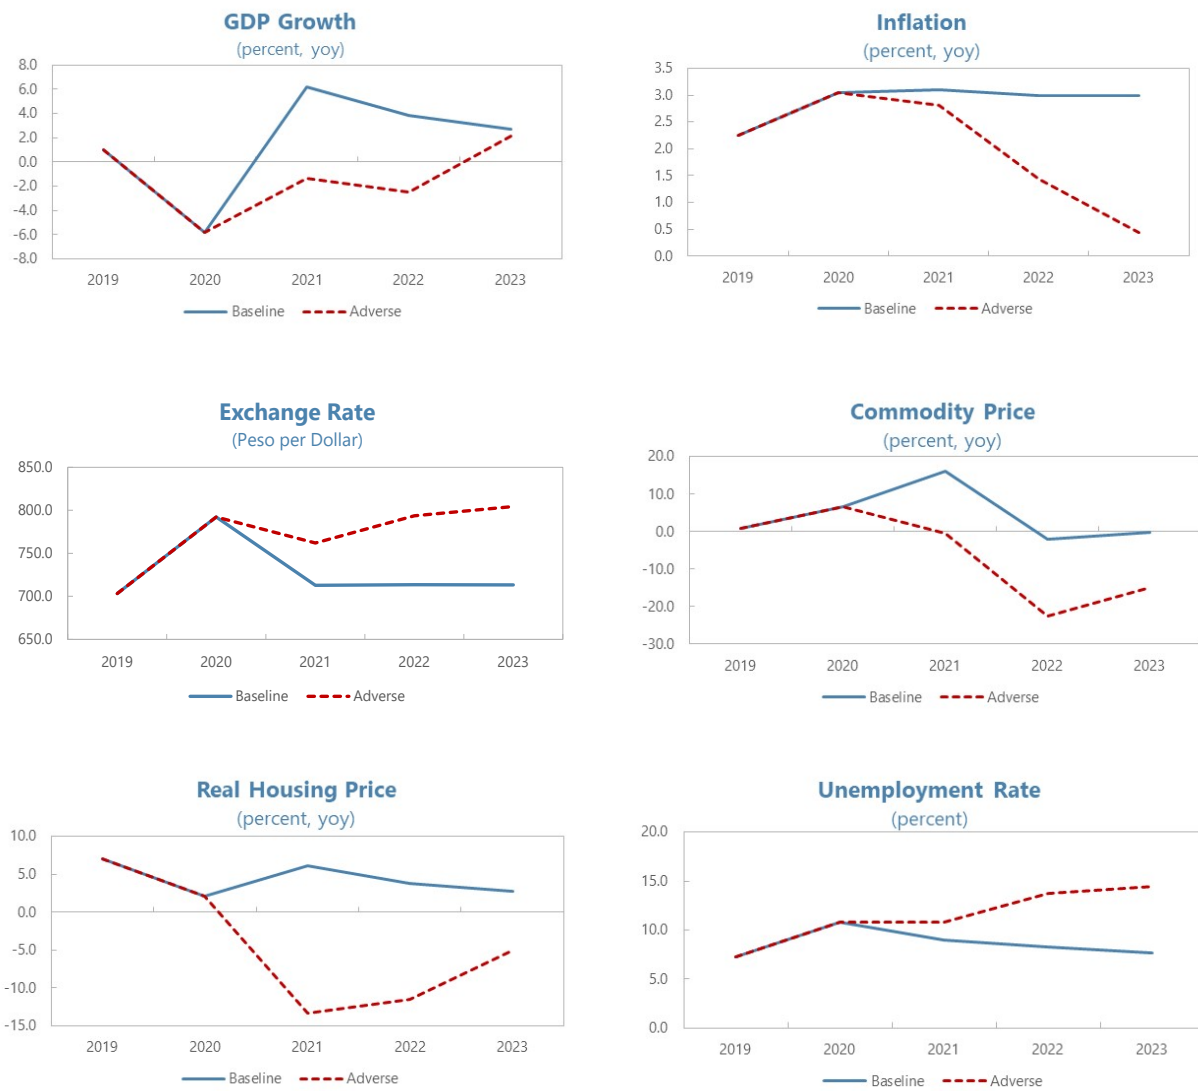 GDP Growth
(percent, yoy)
8.0
6.0
4.0
2.0
0.0
-2.0
-4.0
-6.0
-8.0
2019 2020 2021 2022 2023
Baseline Adverse
Inflation
(percent, yoy)
3.5
3.0
2.5
2.0
1.5
1.0
0.5
0.0
2019 2020 2021 2022 2023
Baseline Adverse
Exchange Rate
(Peso per Dollar)
850.0
800.0
750.0
700.0
650.0
2019 2020 2021 2022 2023
Baseline Adverse
Commodity Price
(percent, yoy)
20.0
10.0
0.0
-10.0
-20.0
-30.0
2019 2020 2021 2022 2023
Baseline Adverse
Real Housing Price
(percent, yoy)
10.0
5.0
0.0
-5.0
-10.0
-15.0
2019 2020 2021 2022 2023
Baseline Adverse
Unemployment Rate
(percent)
20.0
15.0
10.0
5.0
0.0
2019 2020 2021 2022 2023
Baseline Adverse